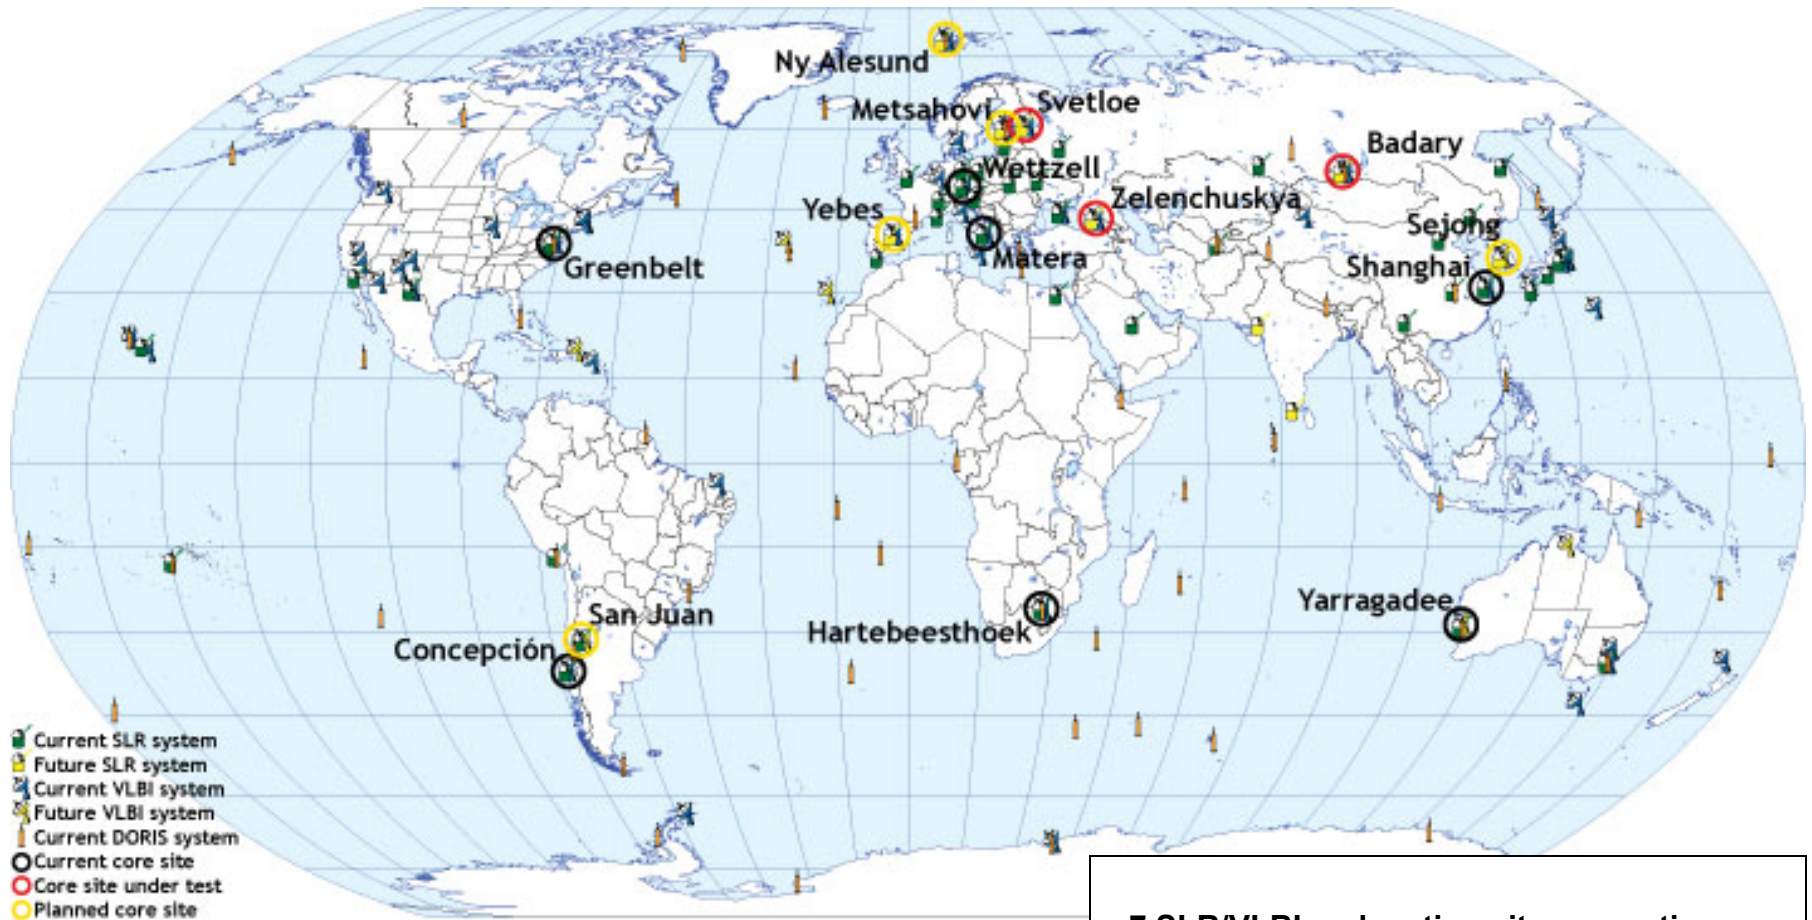 Ny Alesund
Metsahovi
Svetloe
Badary
Wettzell
Zelenchuskya
Yebes
Sejong
Greenbelt
Matera
Shanghai
San Juan
Yarragadee
Concepción
Hartebeesthoek
Current SLR system
Future SLR system
Current VLBI system
Future VLBI system
Current DORIS system
Current core site
Core site under test
Planned core site